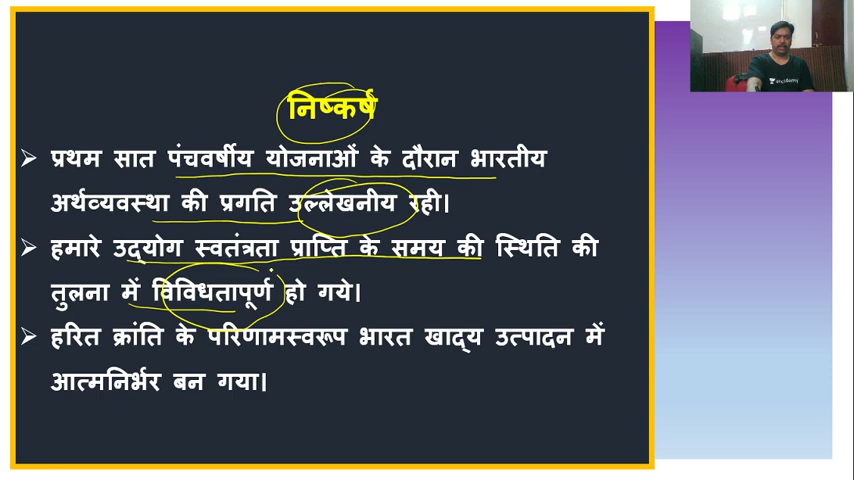 निष्कर्ष
➢ प्रथम सात पंचवर्षीय योजनाओं के दौरान भारतीय
अर्थव्यवस्था की प्रगति उल्लेखनीय रही।
➢ हमारे उद्योग स्वतंत्रता प्राप्ति के समय की स्थिति की
तुलना में विविधतापूर्ण हो गये।
➢ हरित क्रांति के परिणामस्वरूप भारत खाद्य उत्पादन में
आत्मनिर्भर बन गया।
unacademy